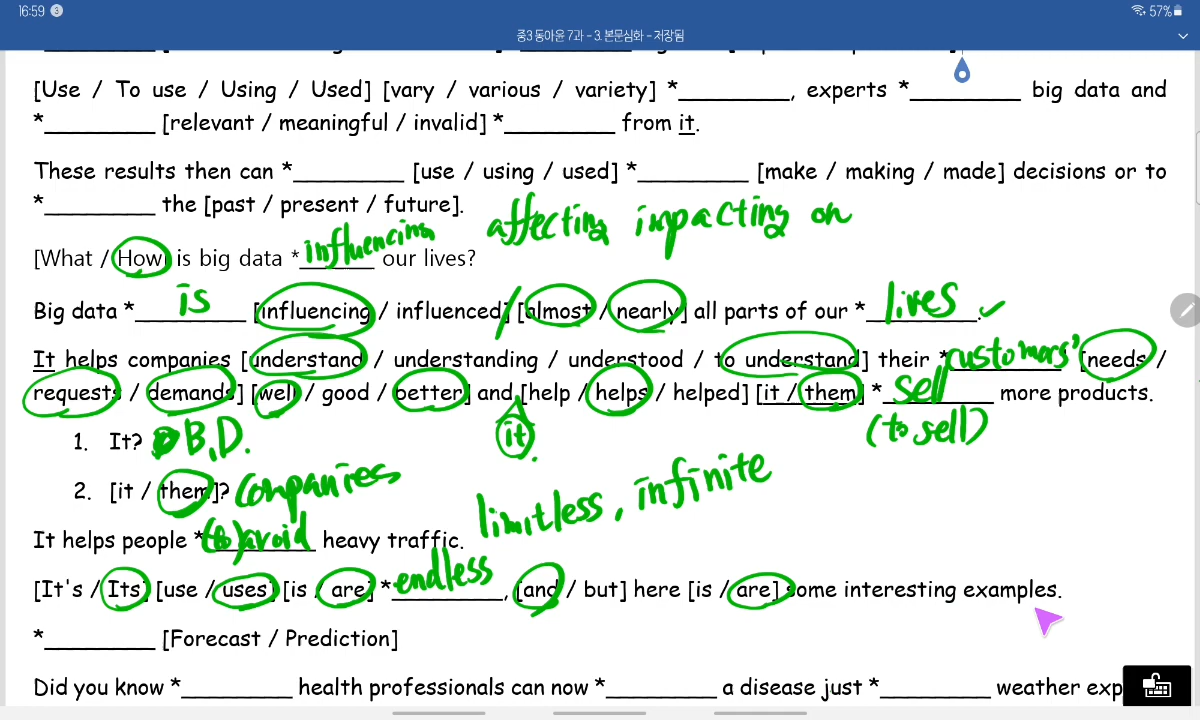 16:59 3 57%
중3 동아윤 7과 - 3. 본문심화 - 저장됨
[Use / To use / Using / Used] [vary / various / variety] *_________, experts *_________ big data and
*_________ [relevant / meaningful / invalid] *_________ from it.
These results then can *_________ [use / using / used] *_________ [make / making / made] decisions or to
*_________ the [past / present / future].
affecting impacting on
influencing
[What / How is big data *______ our lives?
Big data *_________ is [influencing / influenced] / [almost / nearly] all parts of our *_________. lives
It helps companies [understand / understanding / understood / to understand] their *_________ customers' [needs /
requests / demands] [well / good / better] and [help / helps / helped] [it / them] *_________ sell more products.
it. (to sell)
1. It? B.D.
2. [it / them]? companies
limitless, infinite
It helps people *_________ (to) avoid heavy traffic.
[It's / Its] [use / uses] [is / are] *_________ endless, [and / but] here [is / are] some interesting examples.
*_________ [Forecast / Prediction]
Did you know *_________ health professionals can now *_________ a disease just *_________ weather exp